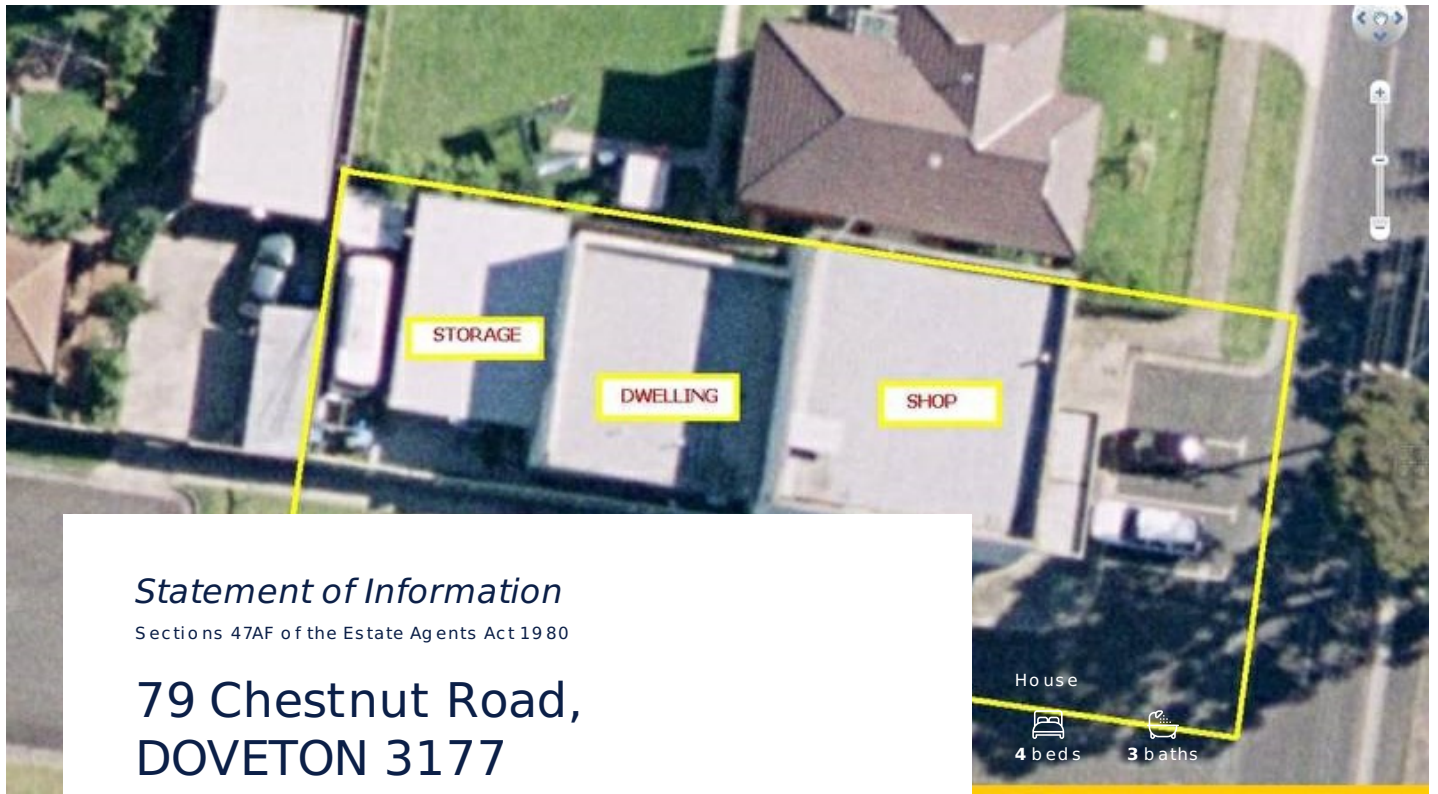 STORAGE
DWELLING
SHOP
Statement of Information
Sections 47AF of the Estate Agents Act 1980
79 Chestnut Road,
DOVETON 3177
House
4 beds 3 baths